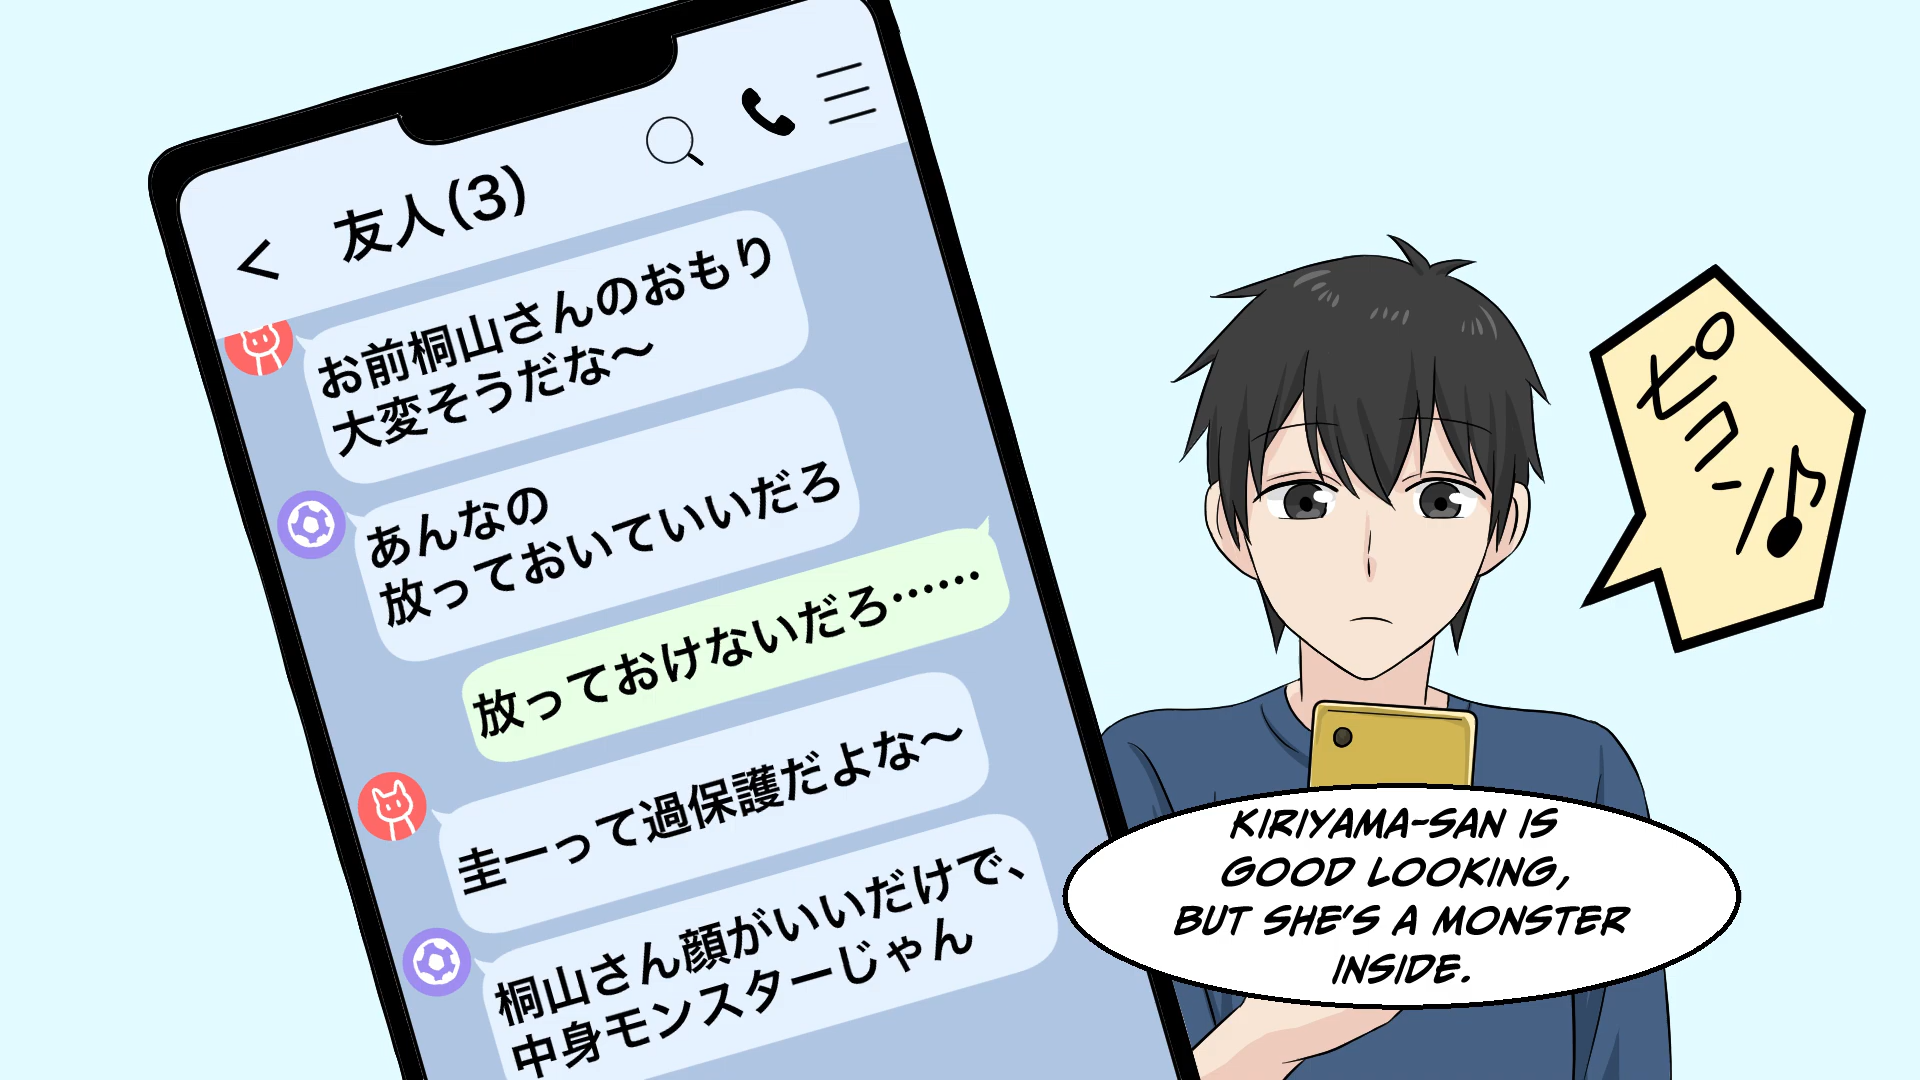 友人(3)
お前桐山さんのおもり
大変そうだな〜
あんなの
放っておいていいだろ
放っておけないだろ……
圭一って過保護だよな〜
桐山さん顔がいいだけで、
中身モンスターじゃん
ピコーン♪
KIRIYAMA-SAN IS
GOOD LOOKING,
BUT SHE'S A MONSTER
INSIDE.